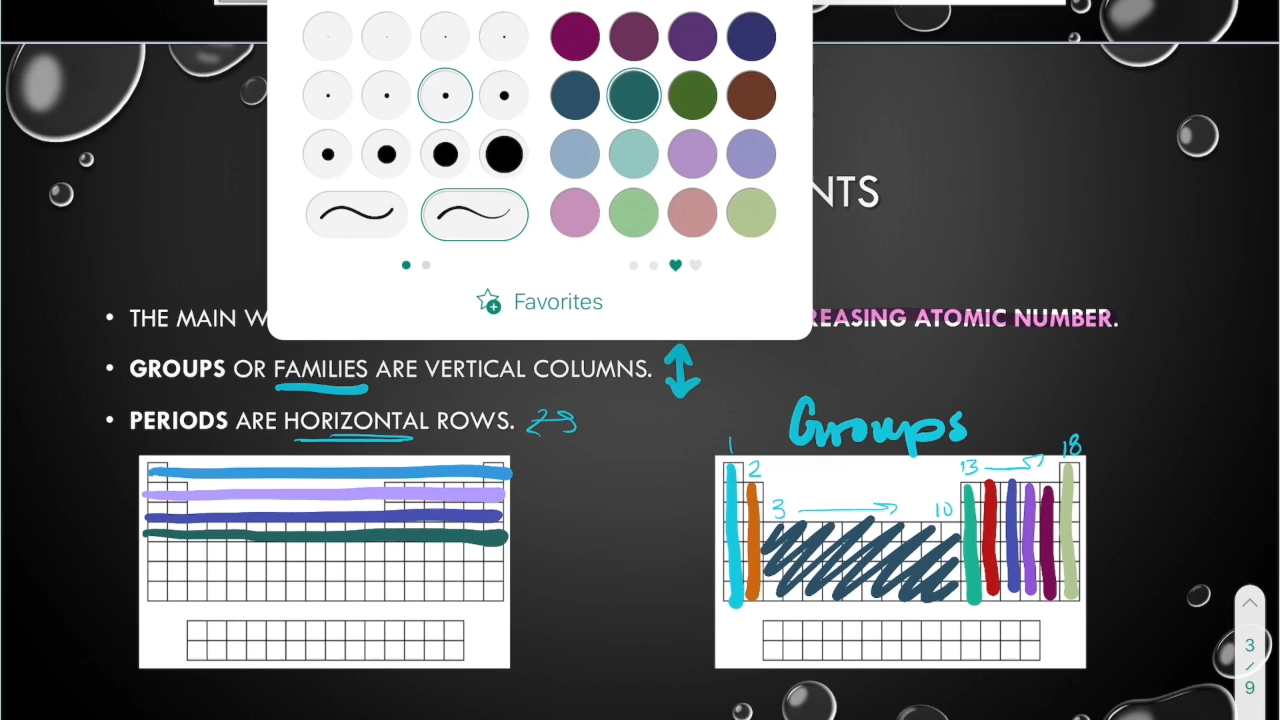 Favorites
NTS
• THE MAIN W REASING ATOMIC NUMBER.
• GROUPS OR FAMILIES ARE VERTICAL COLUMNS.
• PERIODS ARE HORIZONTAL ROWS.
Groups
1 18
2 13
3 10
3
9